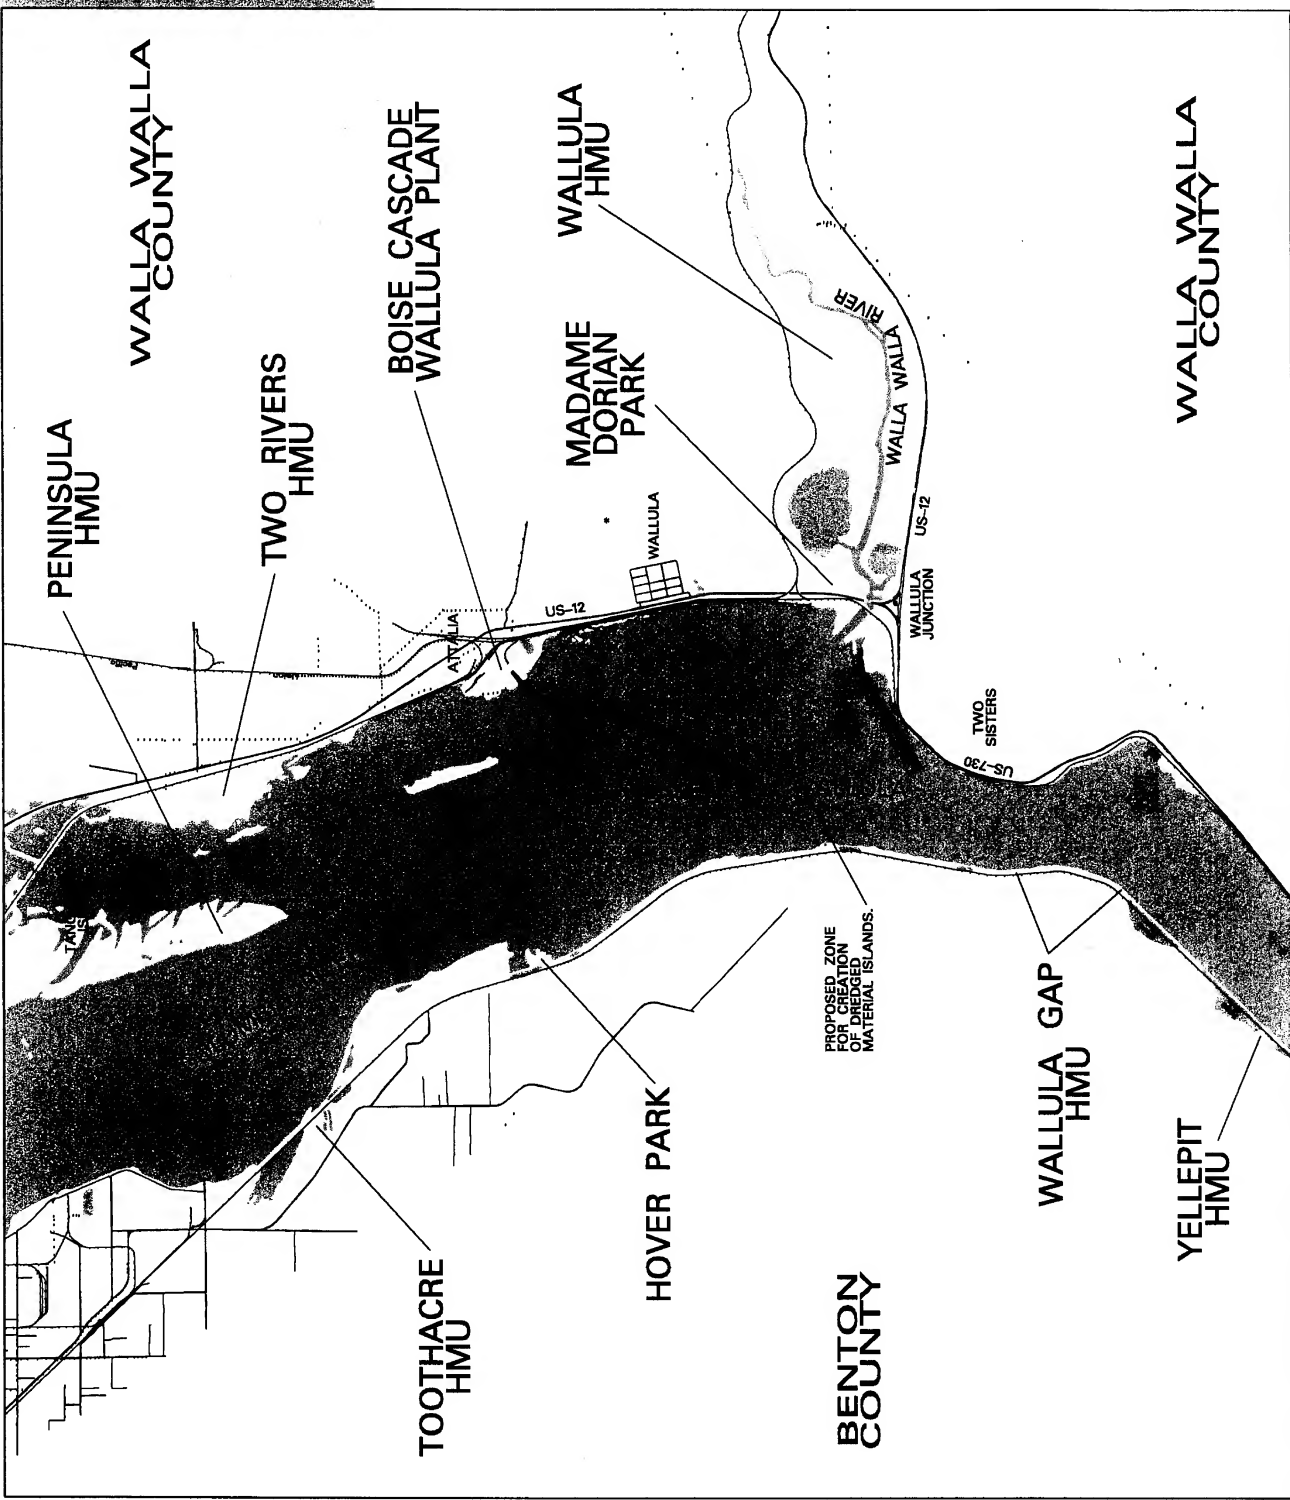 WALLA WALLA
COUNTY
PENINSULA
HMU
TWO RIVERS
HMU
BOISE CASCADE
WALLULA PLANT
WALLULA
HMU
MADAME
DORIAN
PARK
WALLA WALLA
COUNTY
WALLA WALLA RIVER
US-12
WALLULA
JUNCTION
WALLULA
US-12
ATTALIA
Union
Pacific
TWO
SISTERS
US-730
PROPOSED ZONE
FOR CREATION
OF DREDGED
MATERIAL ISLANDS.
WALLULA GAP
HMU
YELLEPIT
HMU
HOVER PARK
TOOTHACRE
HMU
BENTON
COUNTY